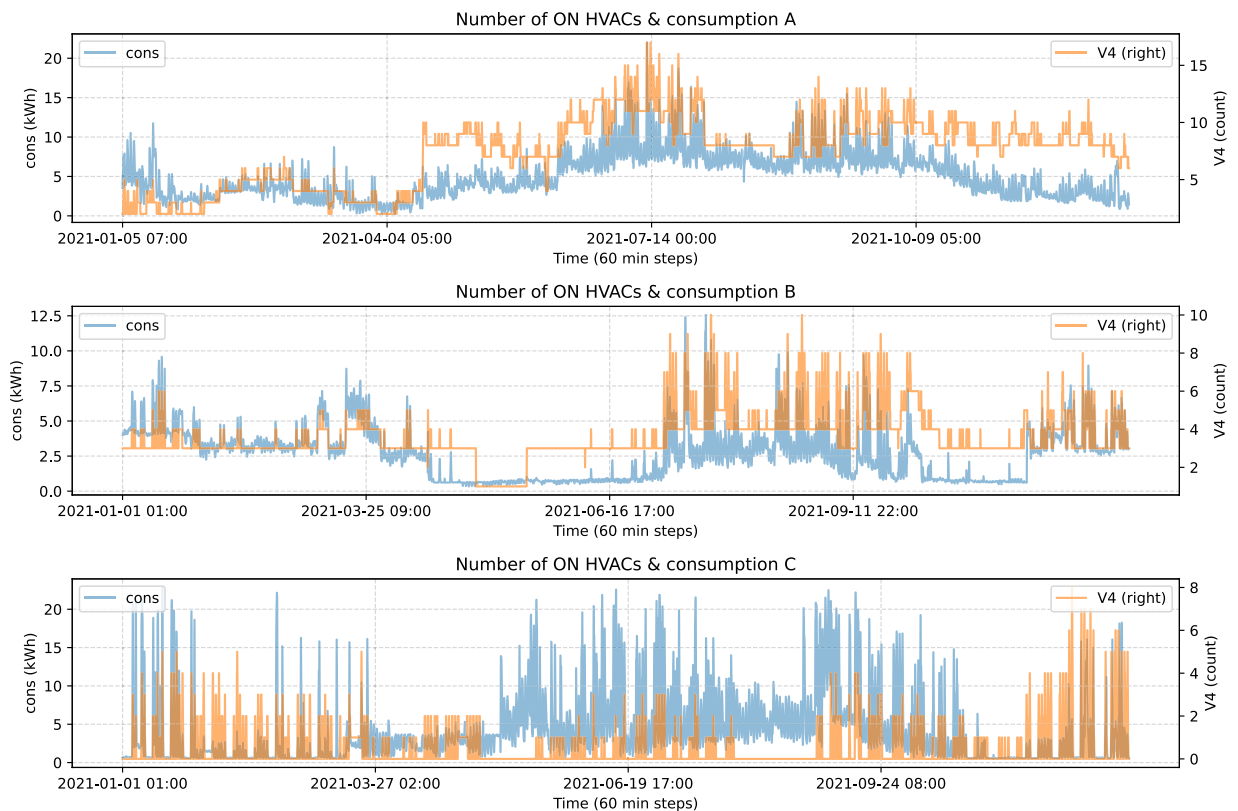 Number of ON HVACs & consumption A
cons
V4 (right)
cons (kWh)
20
15
10
5
0
15
10
5
V4 (count)
2021-01-05 07:00
2021-04-04 05:00
2021-07-14 00:00
2021-10-09 05:00
Time (60 min steps)
Number of ON HVACs & consumption B
cons
V4 (right)
cons (kWh)
12.5
10.0
7.5
5.0
2.5
0.0
10
8
6
4
2
V4 (count)
2021-01-01 01:00
2021-03-25 09:00
2021-06-16 17:00
2021-09-11 22:00
Time (60 min steps)
Number of ON HVACs & consumption C
cons
V4 (right)
cons (kWh)
20
15
10
5
0
8
6
4
2
0
V4 (count)
2021-01-01 01:00
2021-03-27 02:00
2021-06-19 17:00
2021-09-24 08:00
Time (60 min steps)